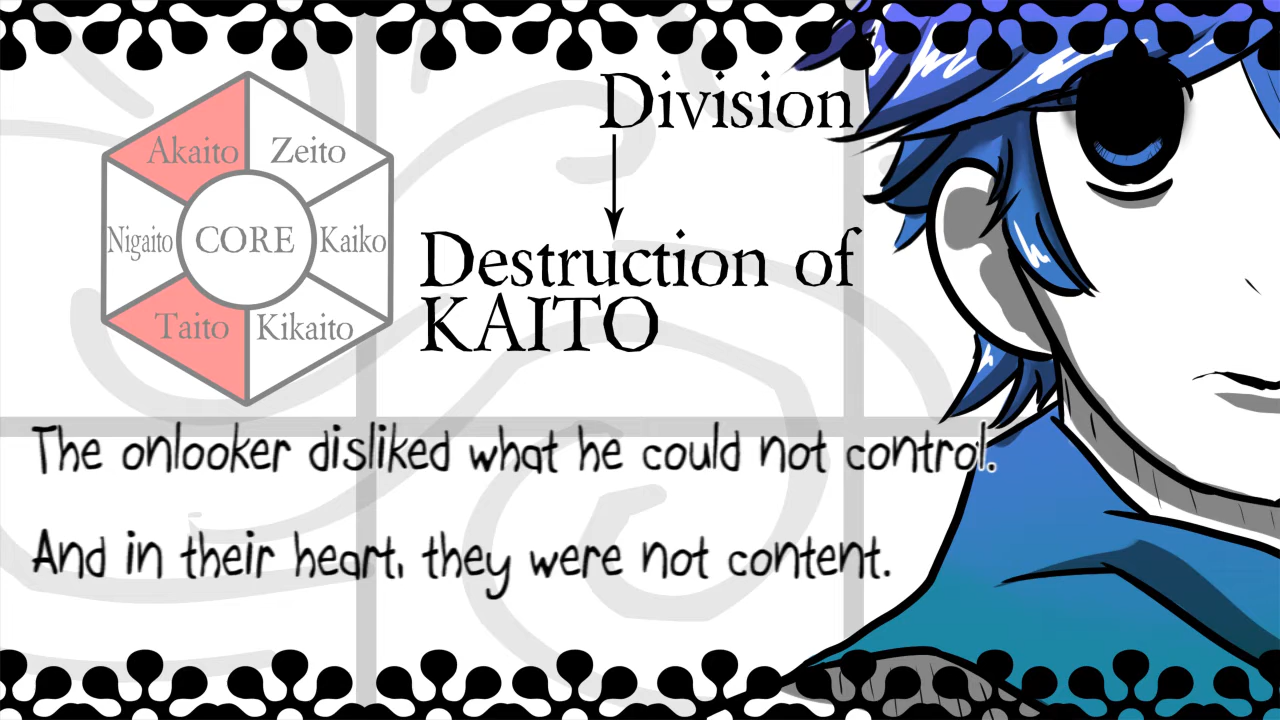 Division
Akaito
Zeito
Nigaito
CORE
Kaiko
Destruction of
KAITO
Taito
Kikaito
The onlooker disliked what he could not control.
And in their heart, they were not content.